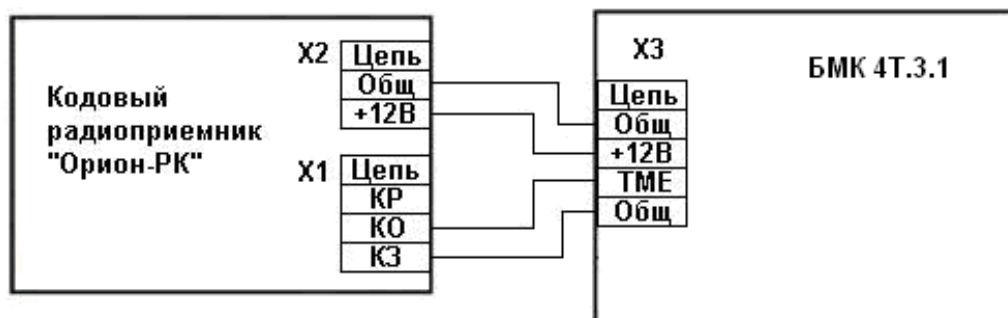 Кодовый
радиоприемник
"Орион-РК"
X2
Цепь
Общ
+12В
X1
Цепь
КР
КО
КЗ
X3
Цепь
Общ
+12В
ТМЕ
Общ
БМК 4Т.3.1